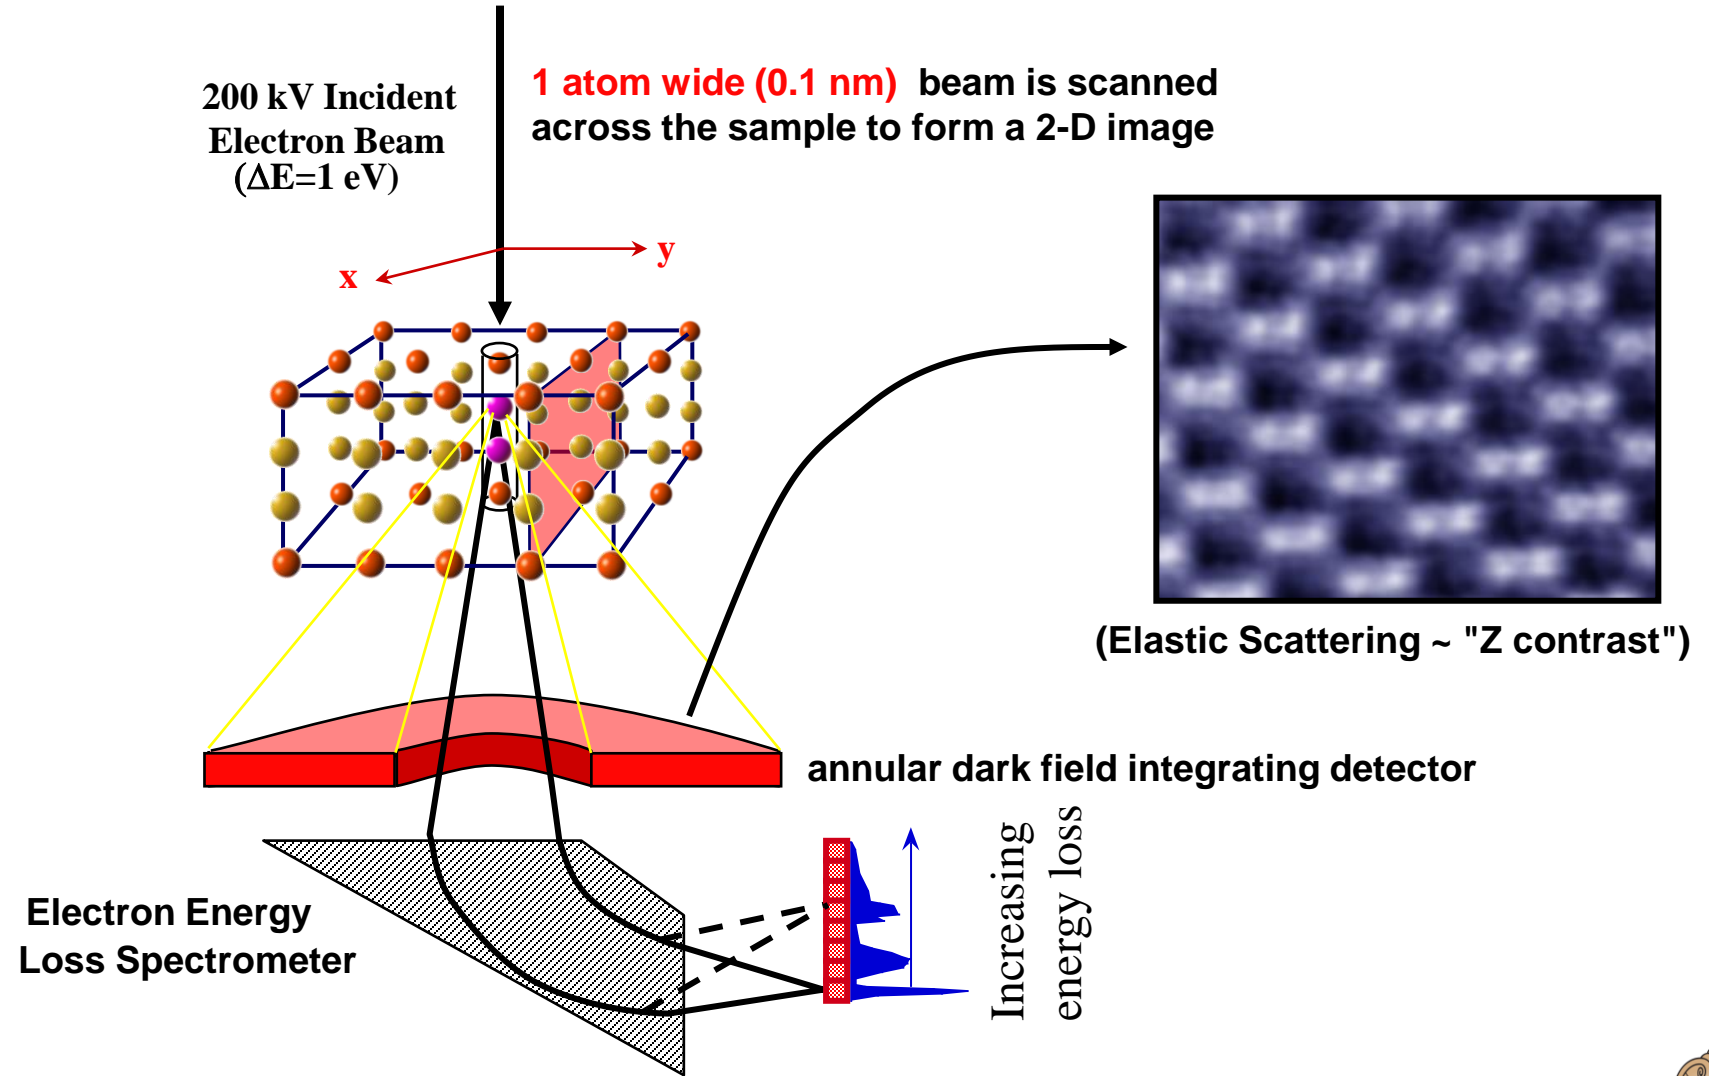 200 kV Incident
Electron Beam
(ΔE=1 eV)
1 atom wide (0.1 nm) beam is scanned
across the sample to form a 2-D image
x
y
(Elastic Scattering ~ "Z contrast")
annular dark field integrating detector
Increasing
energy loss
Electron Energy
Loss Spectrometer